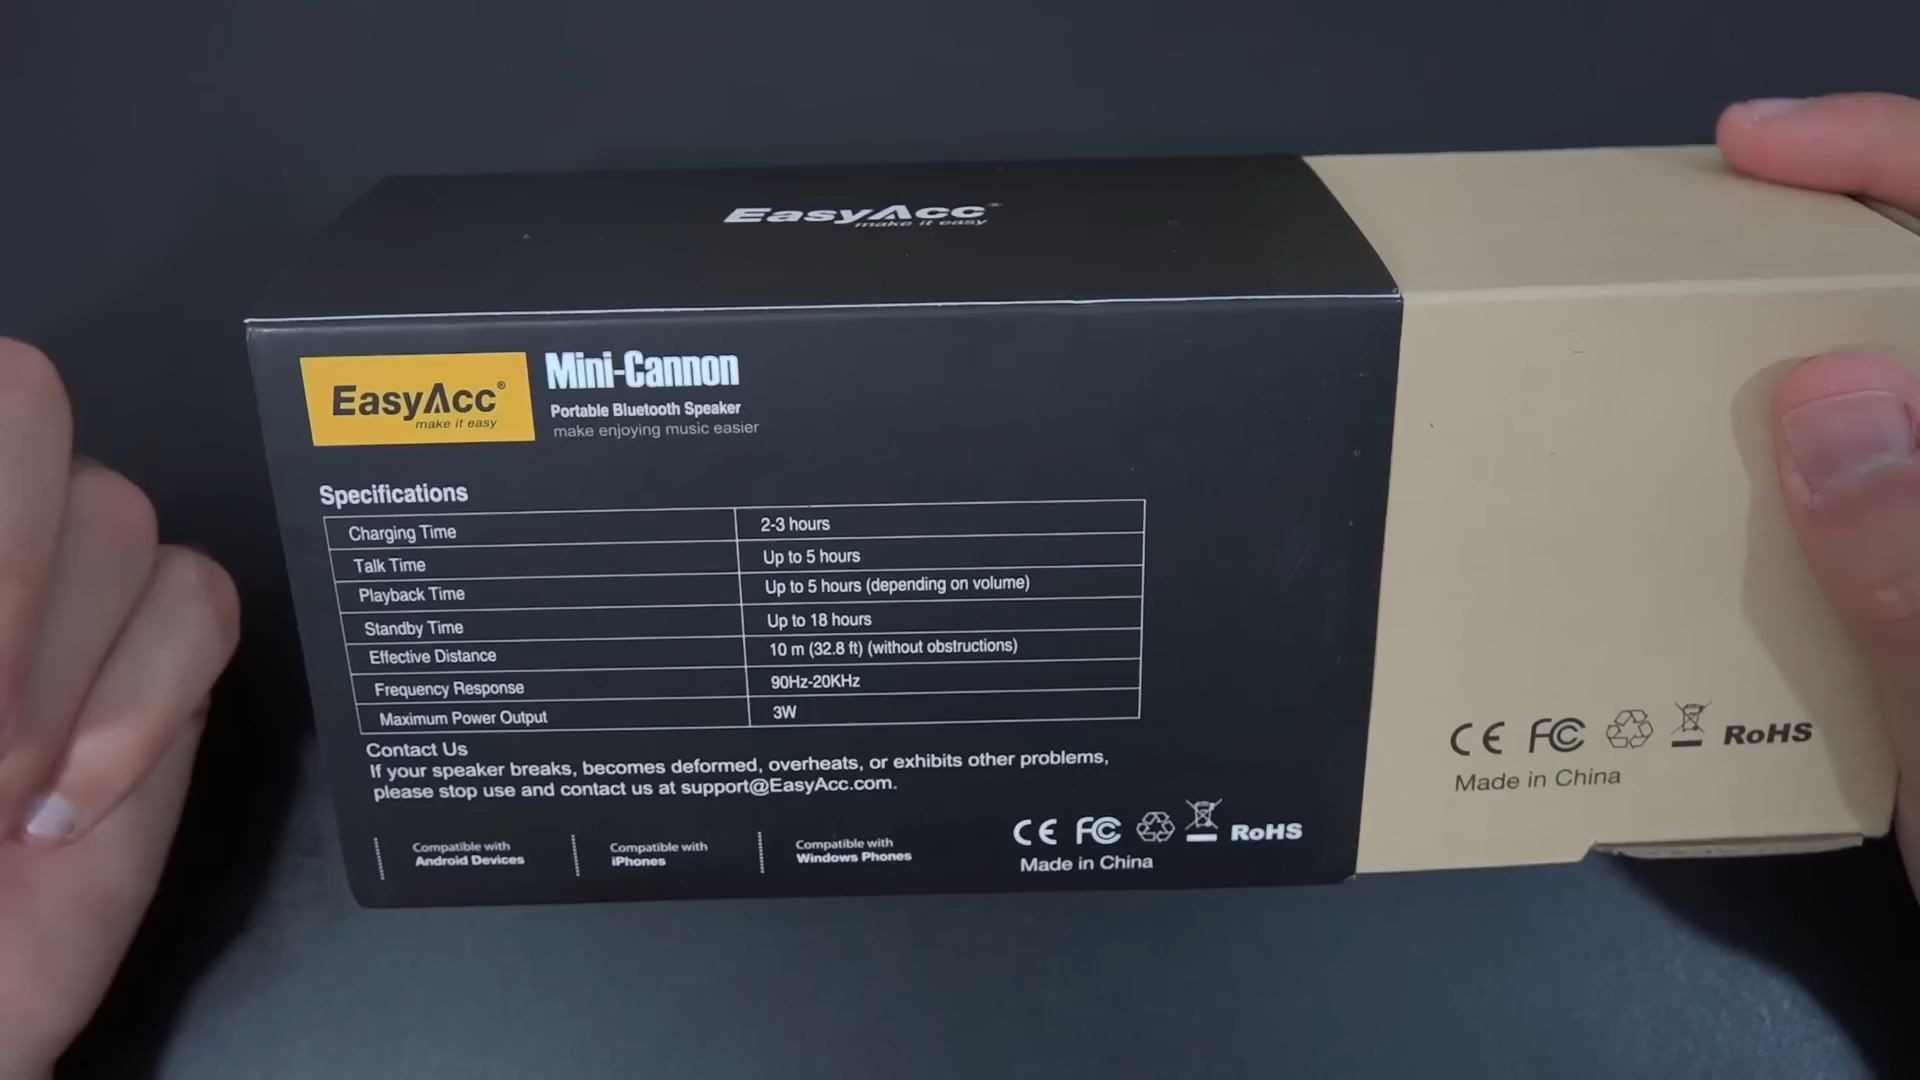 EasyAcc
make it easy
EasyAcc®
make it easy
Mini-Cannon
Portable Bluetooth Speaker
make enjoying music easier
Specifications
Charging Time 2-3 hours
Talk Time Up to 5 hours
Playback Time Up to 5 hours (depending on volume)
Standby Time Up to 18 hours
Effective Distance 10 m (32.8 ft) (without obstructions)
Frequency Response 90Hz-20KHz
Maximum Power Output 3W
Contact Us
If your speaker breaks, becomes deformed, overheats, or exhibits other problems,
please stop use and contact us at support@EasyAcc.com.
Compatible with
Android Devices
Compatible with
iPhones
Compatible with
Windows Phones
CE FC RoHS
Made in China
CE FC RoHS
Made in China